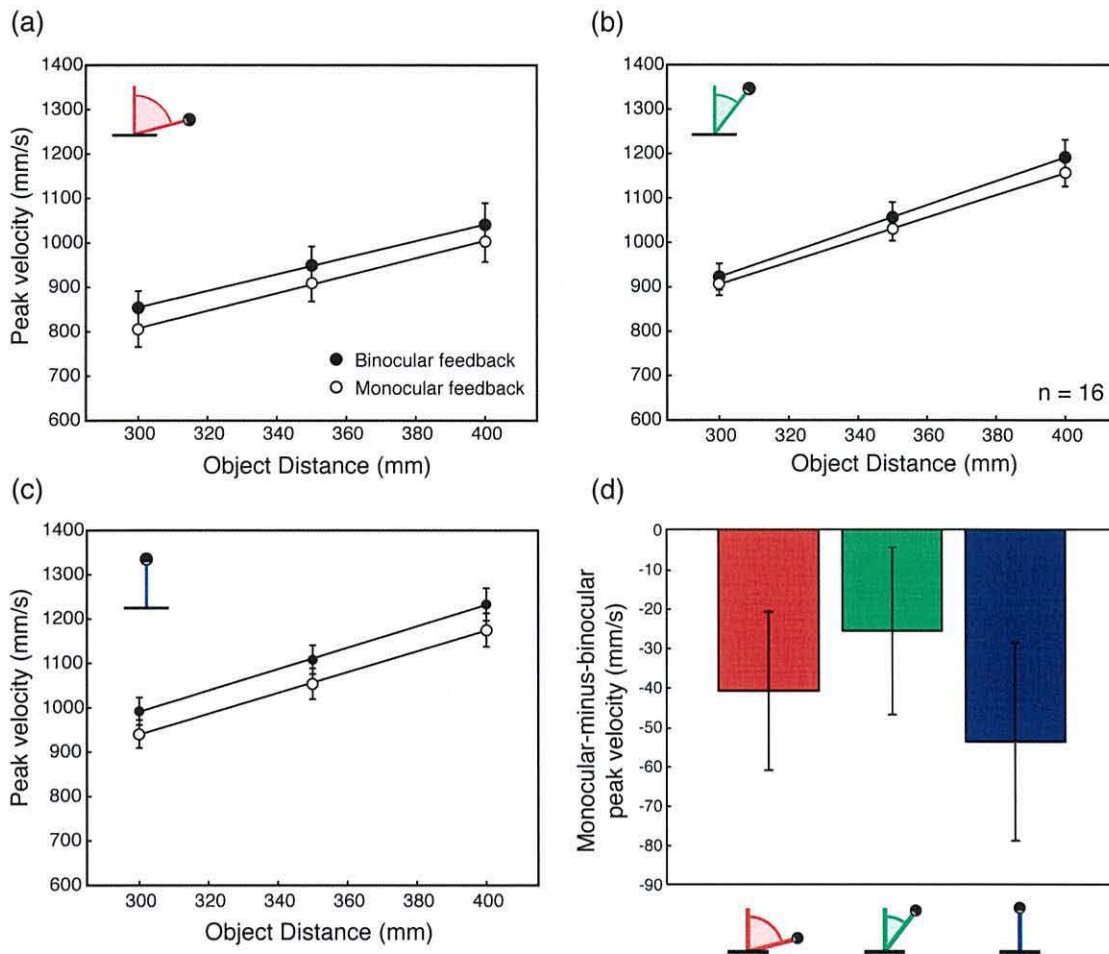 (a)
1400
1300
1200
1100
1000
900
800
700
600
Peak velocity (mm/s)
Binocular feedback
Monocular feedback
300 320 340 360 380 400
Object Distance (mm)
(b)
1400
1300
1200
1100
1000
900
800
700
600
n = 16
300 320 340 360 380 400
Object Distance (mm)
(c)
1400
1300
1200
1100
1000
900
800
700
600
Peak velocity (mm/s)
300 320 340 360 380 400
Object Distance (mm)
(d)
0
-10
-20
-30
-40
-50
-60
-70
-80
-90
Monocular-minus-binocular
peak velocity (mm/s)